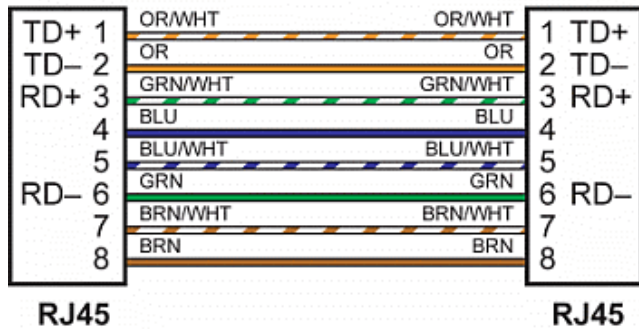 OR/WHT OR/WHT
TD+ 1 1 TD+
OR OR
TD– 2 2 TD–
GRN/WHT GRN/WHT
RD+ 3 3 RD+
BLU BLU
4 4
BLU/WHT BLU/WHT
5 5
GRN GRN
RD– 6 6 RD–
BRN/WHT BRN/WHT
7 7
BRN BRN
8 8
RJ45 RJ45